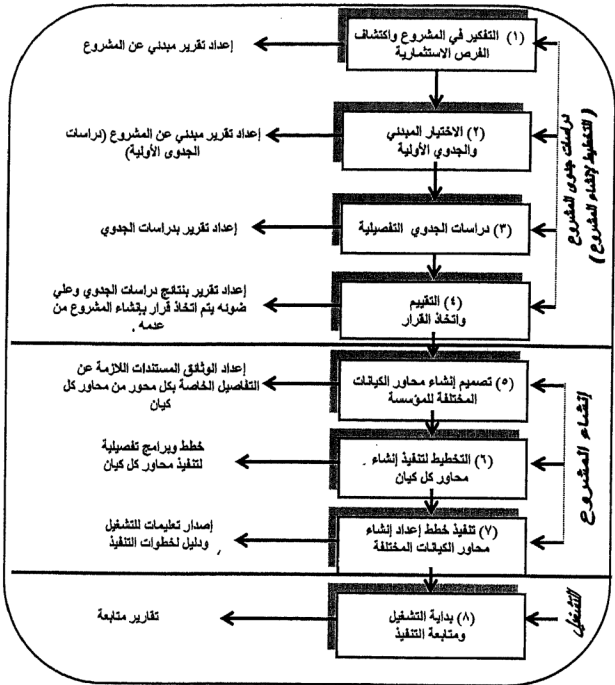 (١) التفكير في المشروع واكتشاف
الفرص الاستثمارية
إعداد تقرير مبدئي عن المشروع
(٢) الاختيار المبدئي
والجدوي الأولية
إعداد تقرير مبدئي عن المشروع (دراسات
الجدوى الأولية)
(٣) دراسات الجدوي التفصيلية
إعداد تقرير بدراسات الجدوي
(٤) التقييم
واتخاذ القرار
إعداد تقرير بنتائج دراسات الجدوي وعلي
ضوئه يتم اتخاذ قرار بإنشاء المشروع من
عدمه .
دراسات جدوى المشروع
(التخطيط لإنشاء المشروع)
(٥) تصميم إنشاء محاور الكيانات
المختلفة للمؤسسة
إعداد الوثائق المستندات اللازمة عن
التفاصيل الخاصة بكل محور من محاور كل
كيان
(٦) التخطيط لتنفيذ إنشاء
محاور كل كيان
خطط وبرامج تفصيلية
لتنفيذ محاور كل كيان
(٧) تنفيذ خطط إعداد إنشاء
محاور الكيانات المختلفة
إصدار تعليمات للتشغيل
ودليل لخطوات التنفيذ
إنشاء المشروع
(٨) بداية التشغيل
ومتابعة التنفيذ
تقارير متابعة
التشغيل